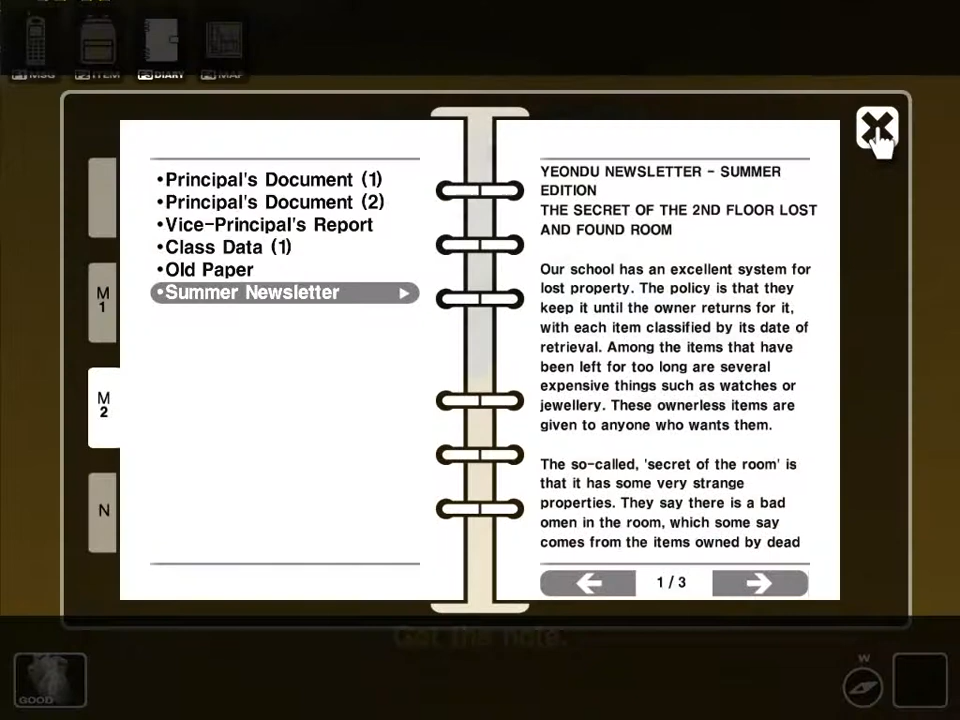 F1 MSG F2 ITEM F3 DIARY F4 MAP
•Principal's Document (1)
•Principal's Document (2)
•Vice-Principal's Report
•Class Data (1)
•Old Paper
•Summer Newsletter
M
1
M
2
N
YEONDU NEWSLETTER - SUMMER
EDITION
THE SECRET OF THE 2ND FLOOR LOST
AND FOUND ROOM
Our school has an excellent system for
lost property. The policy is that they
keep it until the owner returns for it,
with each item classified by its date of
retrieval. Among the items that have
been left for too long are several
expensive things such as watches or
jewellery. These ownerless items are
given to anyone who wants them.
The so-called, 'secret of the room' is
that it has some very strange
properties. They say there is a bad
omen in the room, which some say
comes from the items owned by dead
1 / 3
Got the note.
GOOD
W